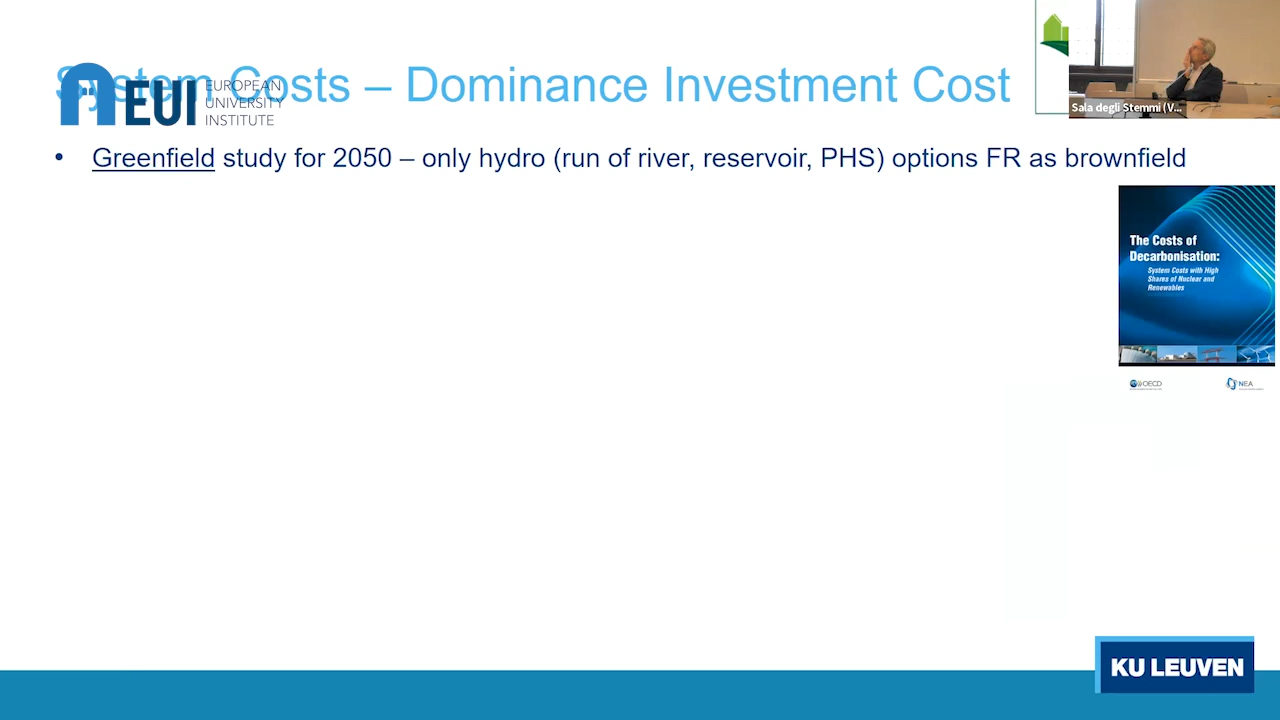 System Costs – Dominance Investment Cost
EUI
EUROPEAN
UNIVERSITY
INSTITUTE
Sala degli Stemmi (V...
• Greenfield study for 2050 – only hydro (run of river, reservoir, PHS) options FR as brownfield
The Costs of
Decarbonisation:
System Costs with High
Shares of Nuclear and
Renewables
OECD
NEA
KU LEUVEN